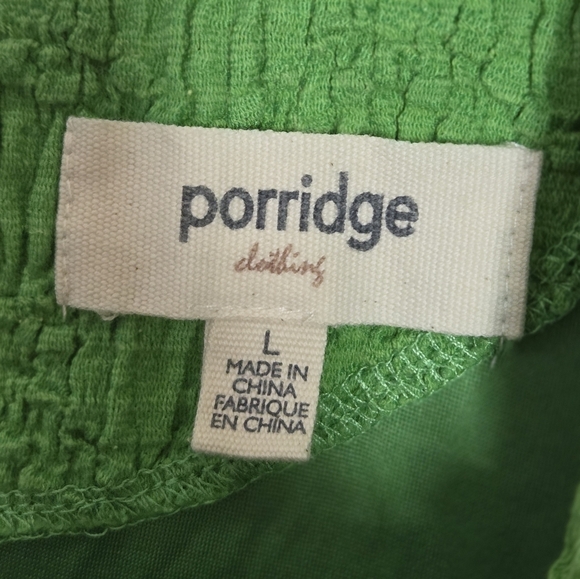 porridge
clothing
L
MADE IN
CHINA
FABRIQUE
EN CHINA